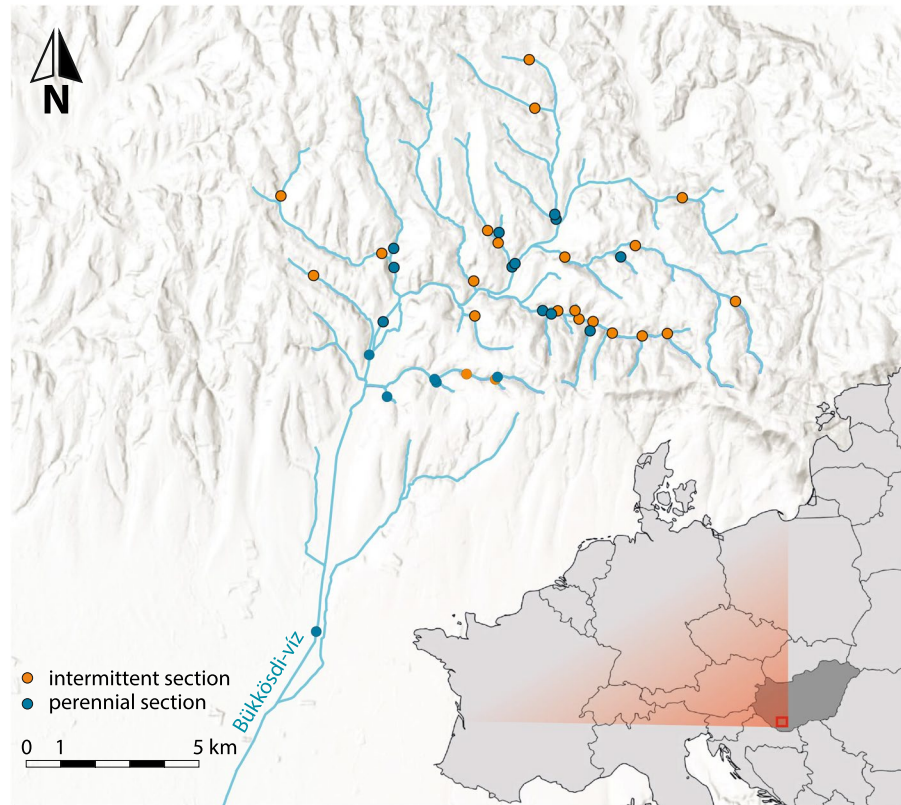 N
Bükkösdi-víz
intermittent section
perennial section
0 1 5 km